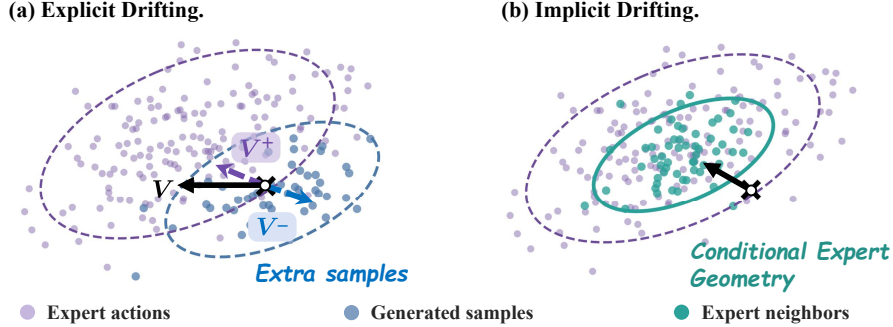 (a) Explicit Drifting.
(b) Implicit Drifting.
V+
V
V−
Extra samples
Conditional Expert
Geometry
Expert actions
Generated samples
Expert neighbors